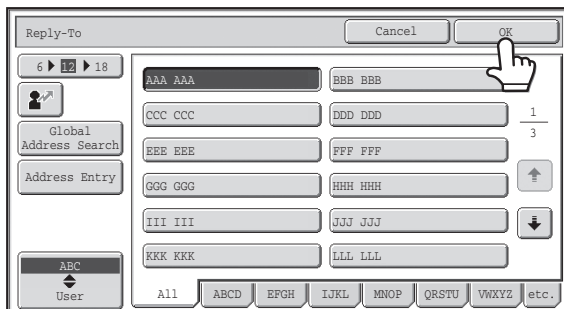 Reply-To
Cancel
OK
6 12 18
AAA AAA
BBB BBB
CCC CCC
DDD DDD
1
3
Global
Address Search
EEE EEE
FFF FFF
Address Entry
GGG GGG
HHH HHH
III III
JJJ JJJ
KKK KKK
LLL LLL
ABC
User
All
ABCD
EFGH
IJKL
MNOP
QRSTU
VWXYZ
etc.